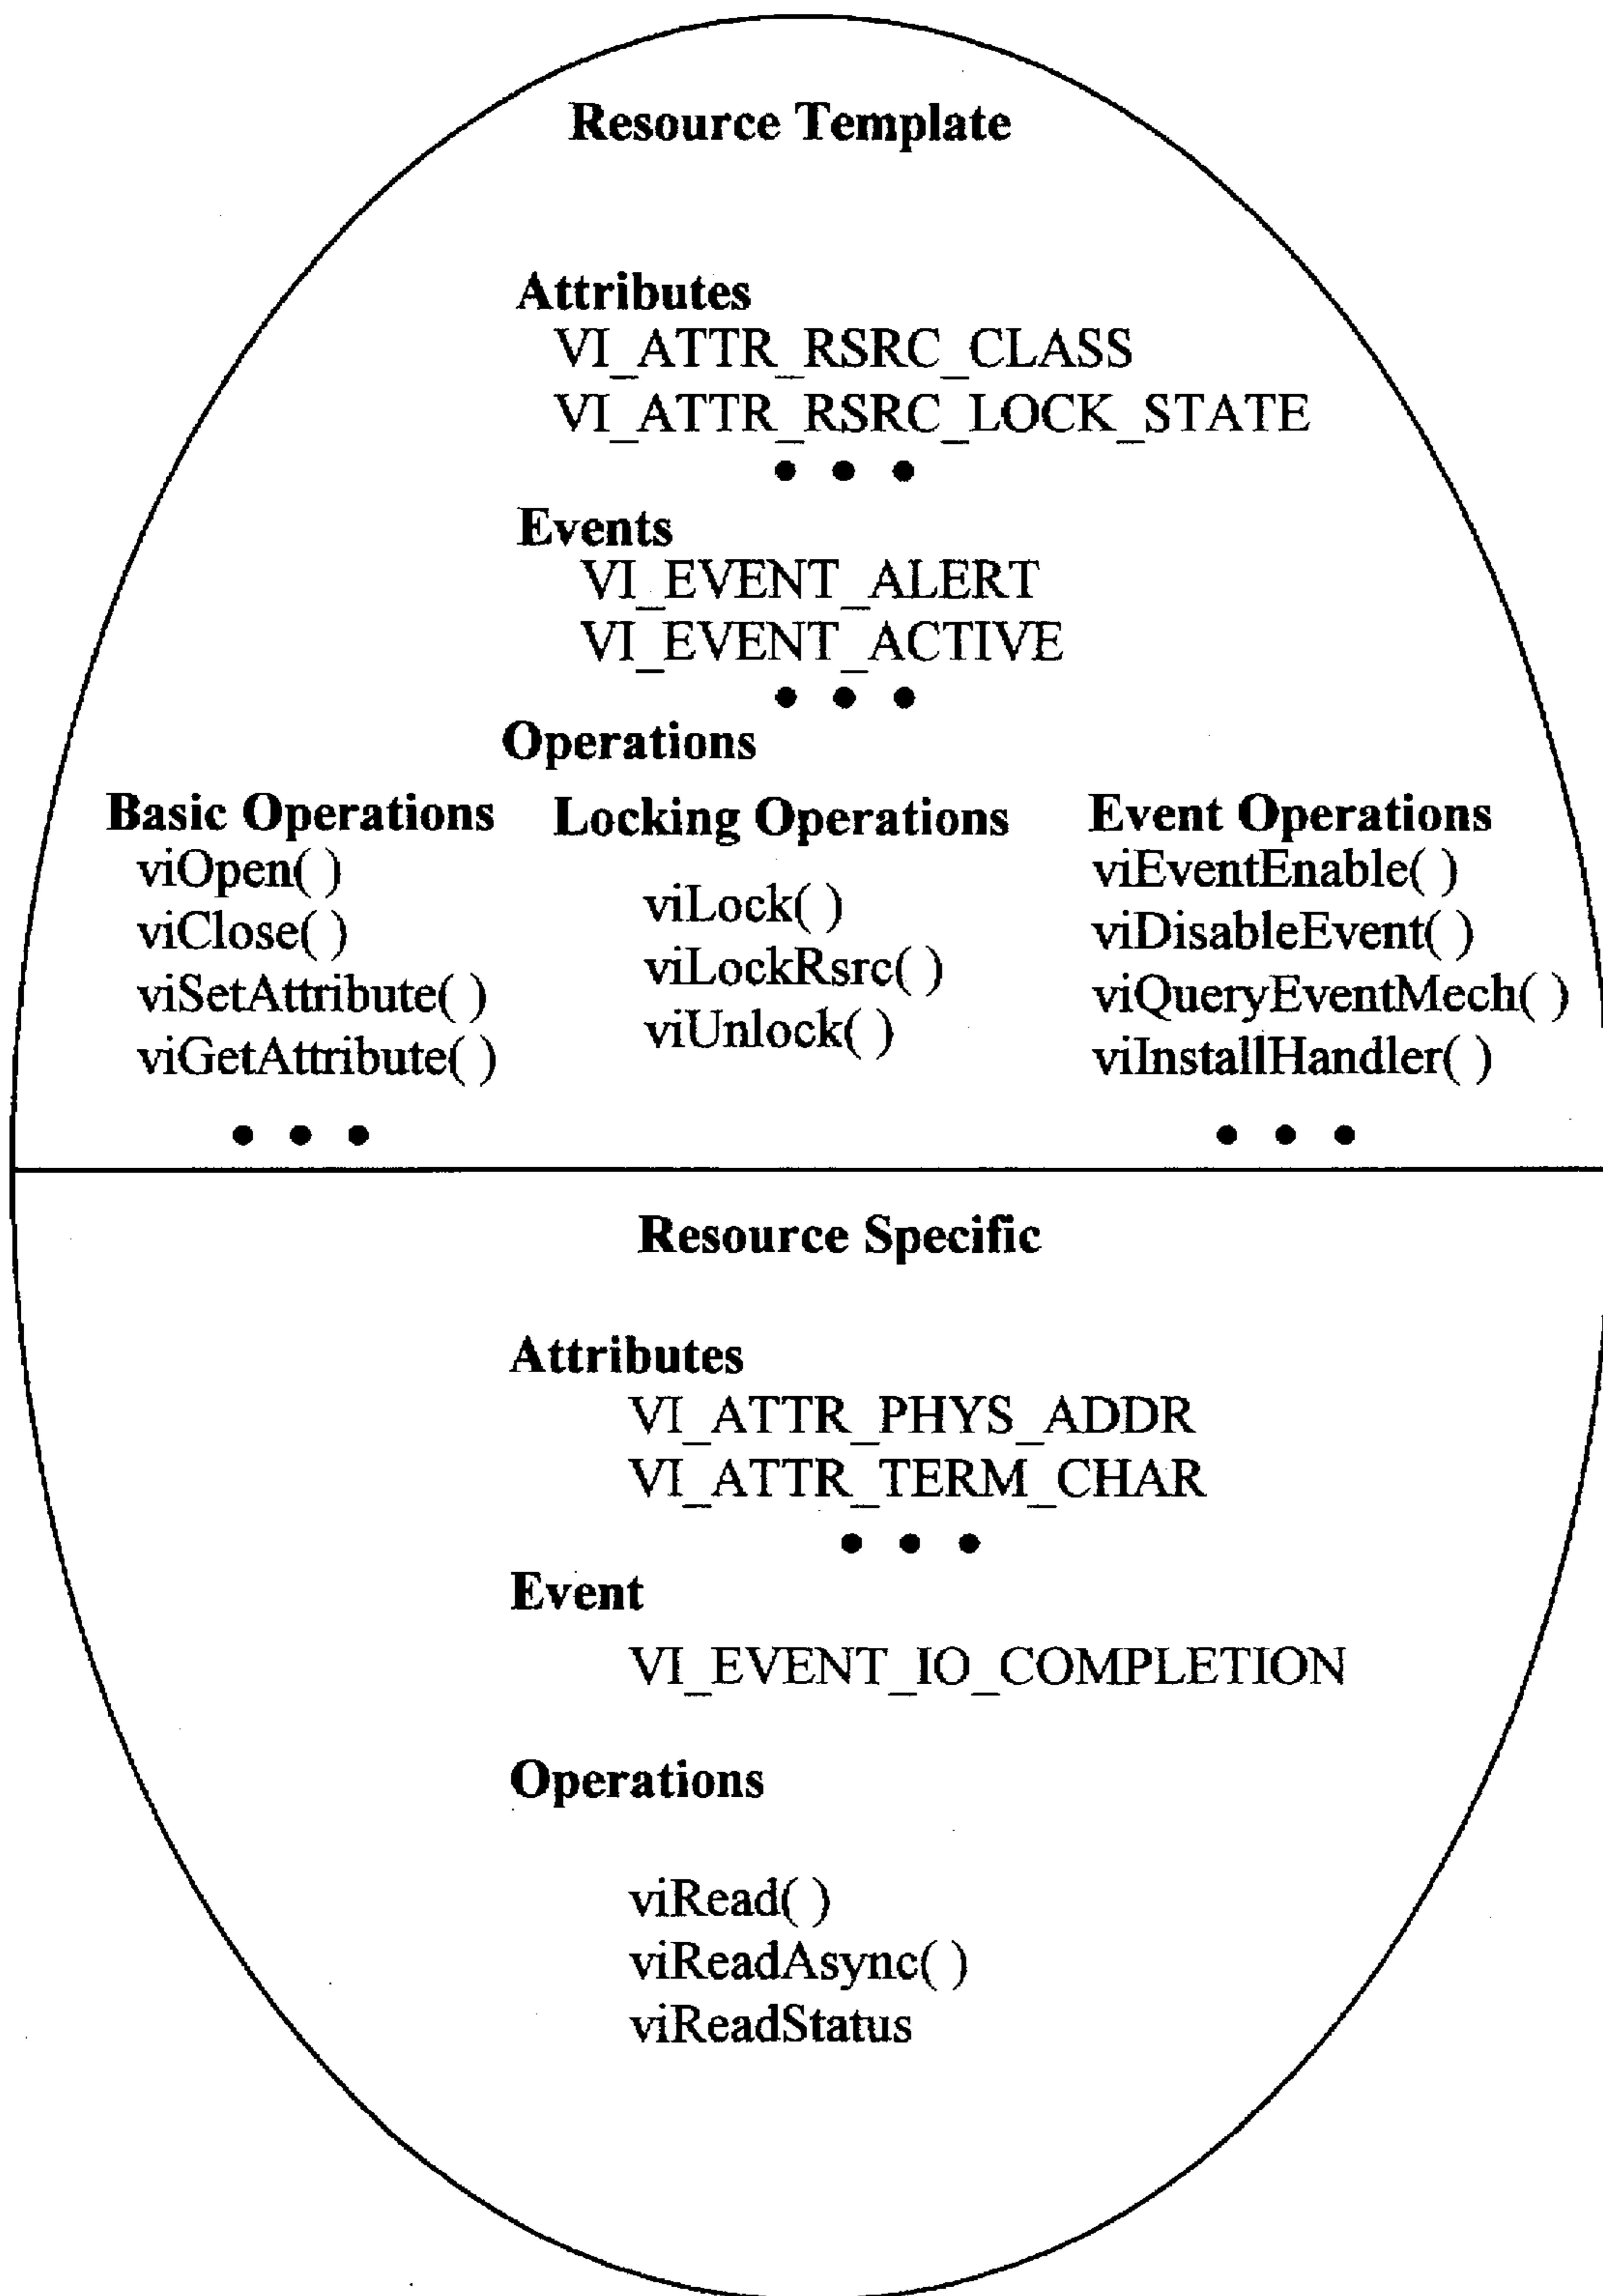 Resource Template
Attributes
VI_ATTR_RSRC_CLASS
VI_ATTR_RSRC_LOCK_STATE
• • •
Events
VI_EVENT_ALERT
VI_EVENT_ACTIVE
• • •
Operations
Basic Operations
viOpen( )
viClose( )
viSetAttribute( )
viGetAttribute( )
• • •
Locking Operations
viLock( )
viLockRsrc( )
viUnlock( )
Event Operations
viEventEnable( )
viDisableEvent( )
viQueryEventMech( )
viInstallHandler( )
• • •
Resource Specific
Attributes
VI_ATTR_PHYS_ADDR
VI_ATTR_TERM_CHAR
• • •
Event
VI_EVENT_IO_COMPLETION
Operations
viRead( )
viReadAsync( )
viReadStatus